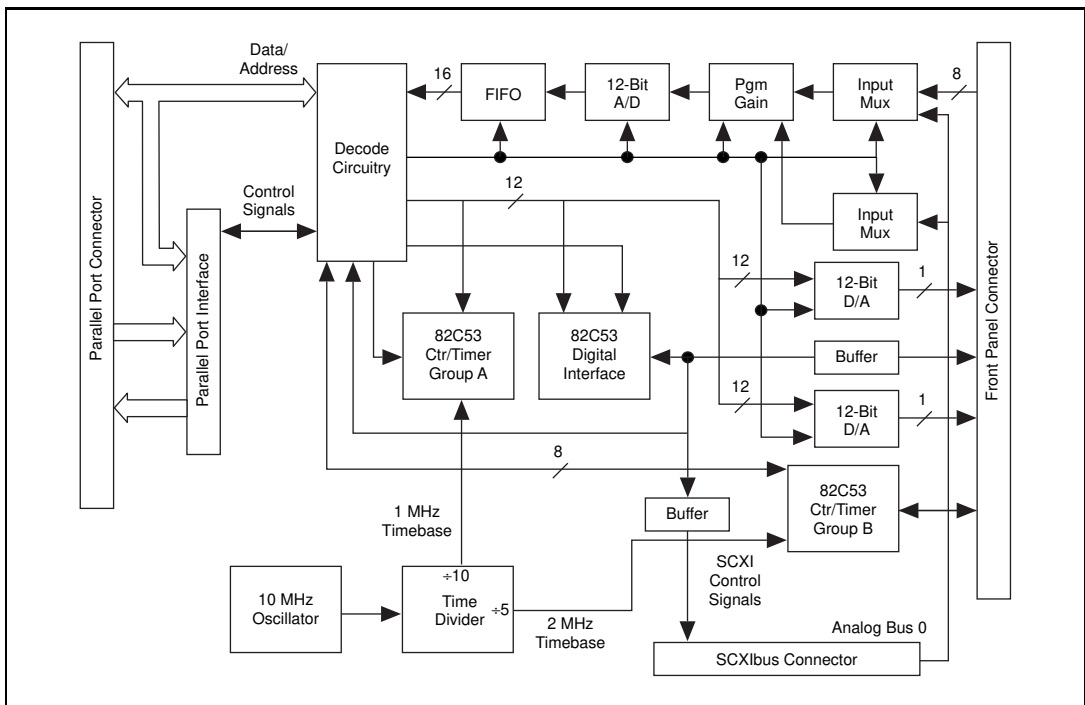 Data/
Address
16
FIFO
12-Bit
A/D
Pgm
Gain
Input
Mux
8
Decode
Circuitry
Parallel Port Connector
Control
Signals
12
Input
Mux
Front Panel Connector
Parallel Port Interface
12
12-Bit
D/A
1
82C53
Ctr/Timer
Group A
82C53
Digital
Interface
Buffer
12
12-Bit
D/A
1
8
82C53
Ctr/Timer
Group B
1 MHz
Timebase
Buffer
SCXI
Control
Signals
10 MHz
Oscillator
÷10
Time
Divider
÷5
2 MHz
Timebase
Analog Bus 0
SCXIbus Connector